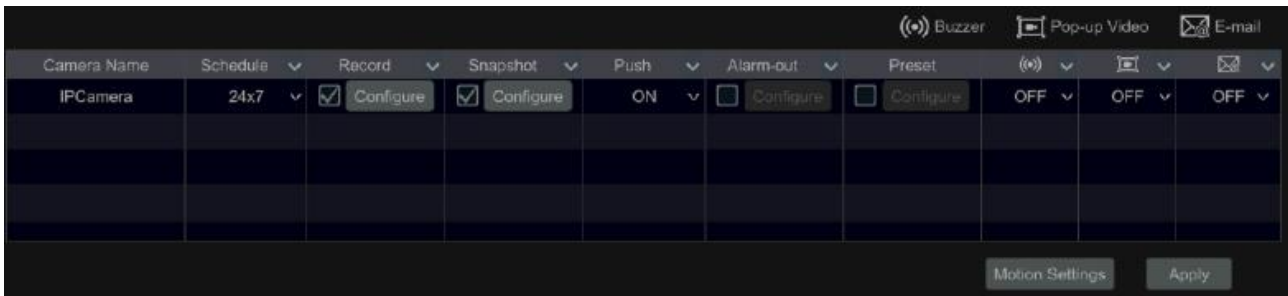 Buzzer Pop-up Video E-mail
Camera Name Schedule Record Snapshot Push Alarm-out Preset
IPCamera 24x7 Configure Configure ON Configure Configure OFF OFF OFF
Motion Settings Apply